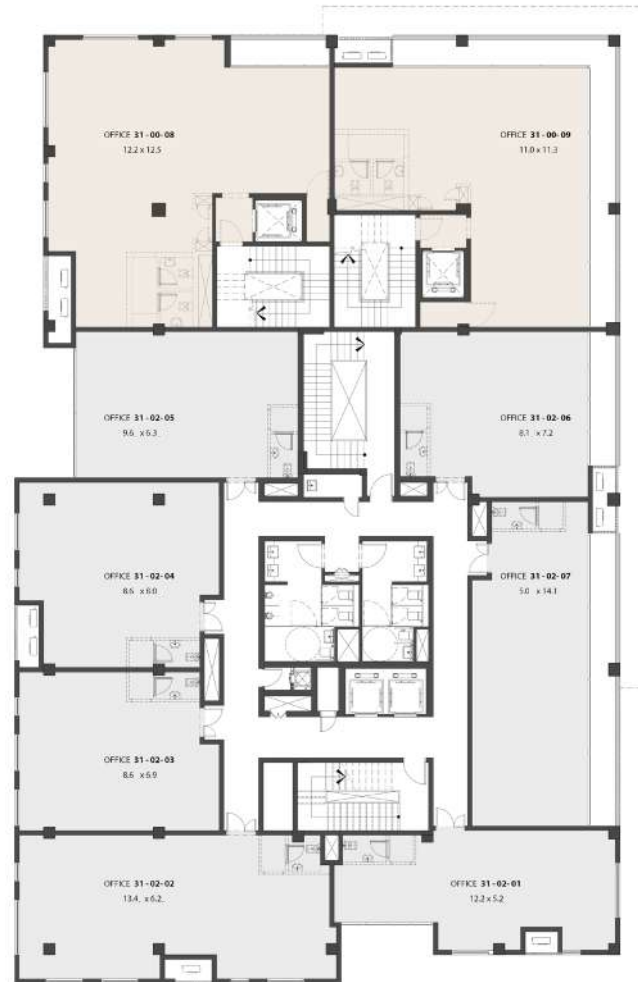 OFFICE 31-00-08
12.2 x 12.5
OFFICE 31-00-09
11.0 x 11.3
OFFICE 31-02-05
9.6 x 6.3
OFFICE 31-02-06
8.1 x 7.2
OFFICE 31-02-04
8.6 x 8.0
OFFICE 31-02-07
5.0 x 14.1
OFFICE 31-02-03
8.6 x 6.9
OFFICE 31-02-02
13.4 x 6.2
OFFICE 31-02-01
12.2 x 5.2